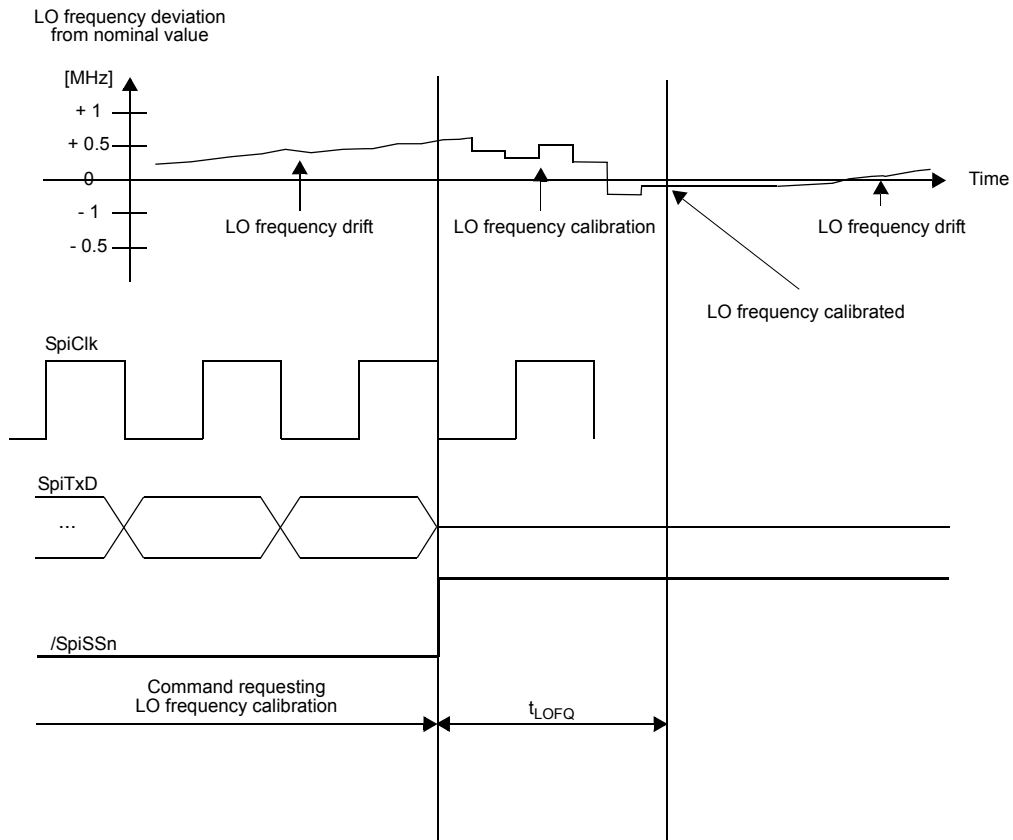 LO frequency deviation
from nominal value
[MHz]
+ 1
+ 0.5
0
- 1
- 0.5
Time
LO frequency drift
LO frequency calibration
LO frequency drift
LO frequency calibrated
SpiClk
SpiTxD
...
/SpiSSn
Command requesting
LO frequency calibration
tLOFQ